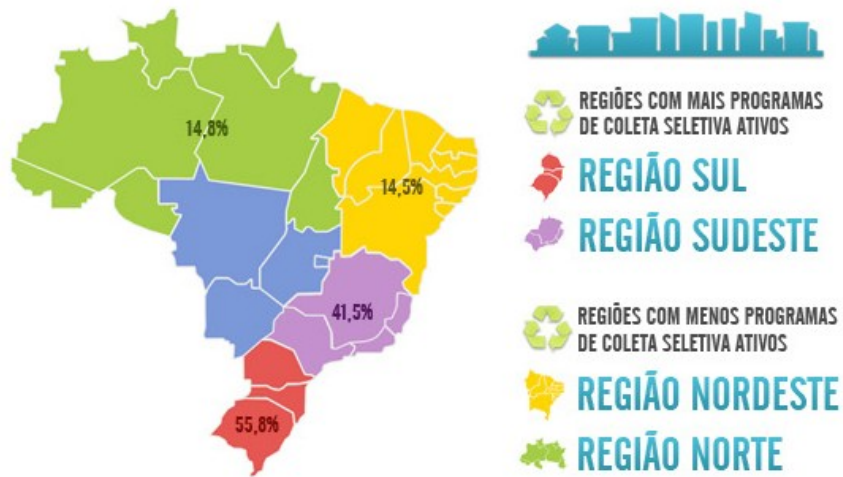 14,8%
14,5%
41,5%
55,8%
REGIÕES COM MAIS PROGRAMAS
DE COLETA SELETIVA ATIVOS
REGIÃO SUL
REGIÃO SUDESTE
REGIÕES COM MENOS PROGRAMAS
DE COLETA SELETIVA ATIVOS
REGIÃO NORDESTE
REGIÃO NORTE